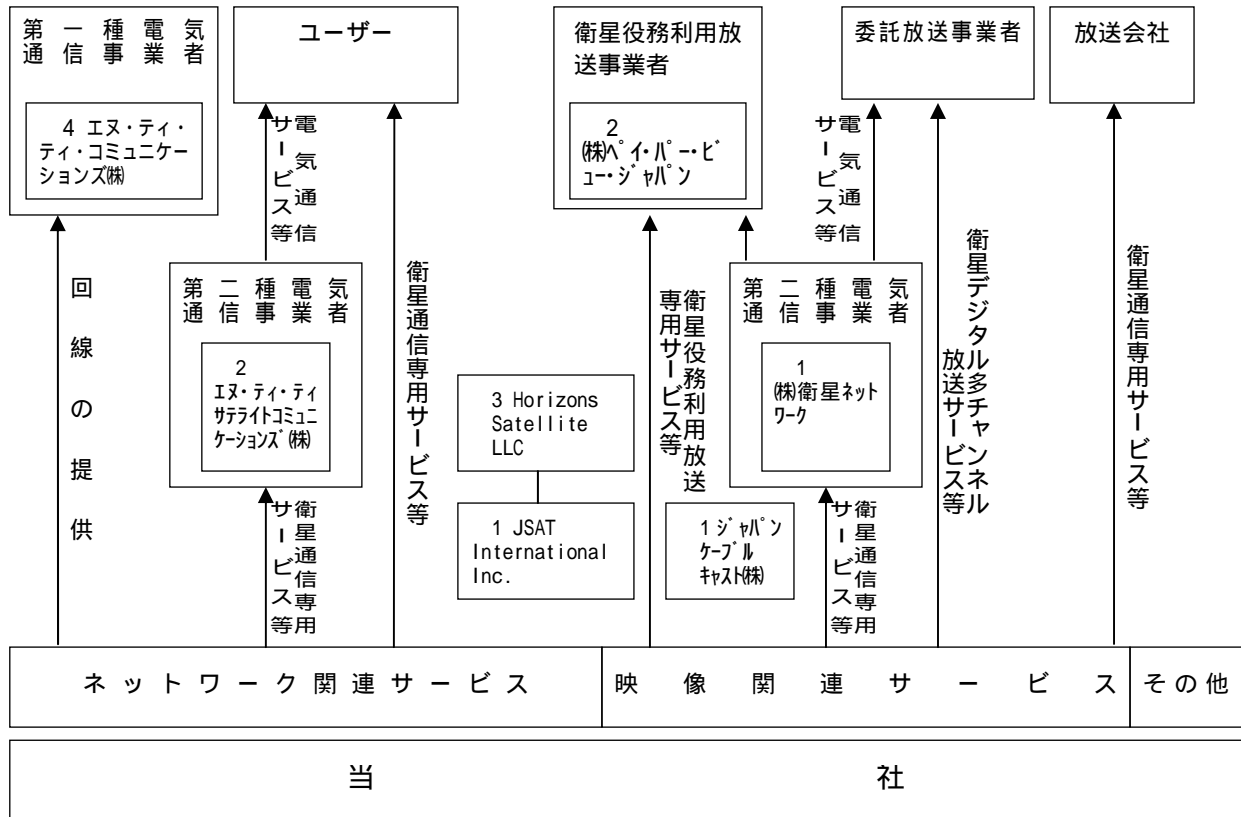 第一種電気
通信事業者
4 エヌ・ティ・
ティ・コミュニケー
ションズ㈱
ユーザー
衛星役務利用放
送事業者
2
㈱ペイ・パー・ビ
ュー・ジャパン
委託放送事業者
放送会社
電気通信
サービス等
電気通信
サービス等
回線の提供
第二種電気
通信事業者
2
エヌ・ティ・ティ
サテライトコミュニ
ケーションズ㈱
衛星通信専用サービス等
3 Horizons
Satellite
LLC
1 JSAT
International
Inc.
衛星役務利用放送
専用サービス等
第二種電気
通信事業者
1
㈱衛星ネット
ワーク
1 ジャパン
ケーブル
キャスト㈱
衛星デジタル多チャンネル
放送サービス等
衛星通信専用サービス等
衛星通信専用
サービス等
衛星通信専用
サービス等
ネットワーク関連サービス
映像関連サービス
その他
当社